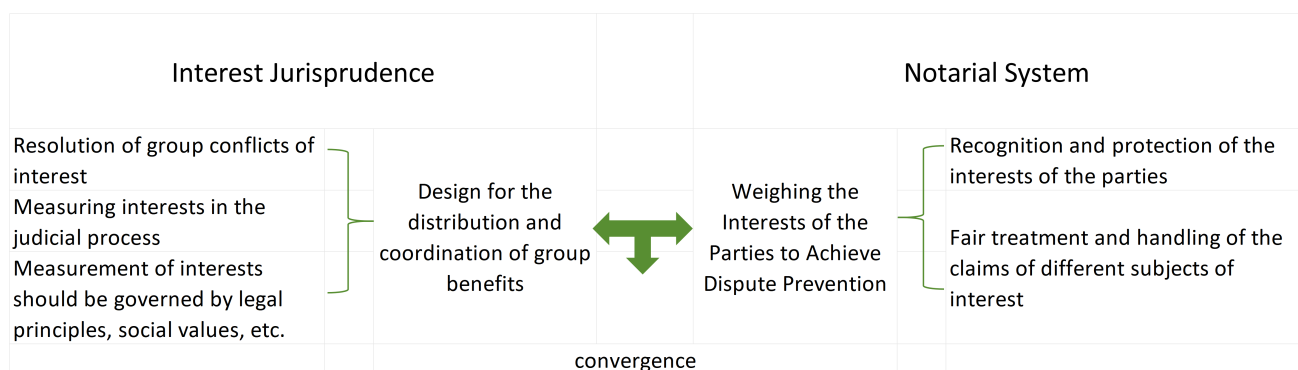 Interest Jurisprudence
Notarial System
Resolution of group conflicts of
interest
Measuring interests in the
judicial process
Measurement of interests
should be governed by legal
principles, social values, etc.
Design for the
distribution and
coordination of group
benefits
Weighing the
Interests of the
Parties to Achieve
Dispute Prevention
Recognition and protection of the
interests of the parties
Fair treatment and handling of the
claims of different subjects of
interest
convergence